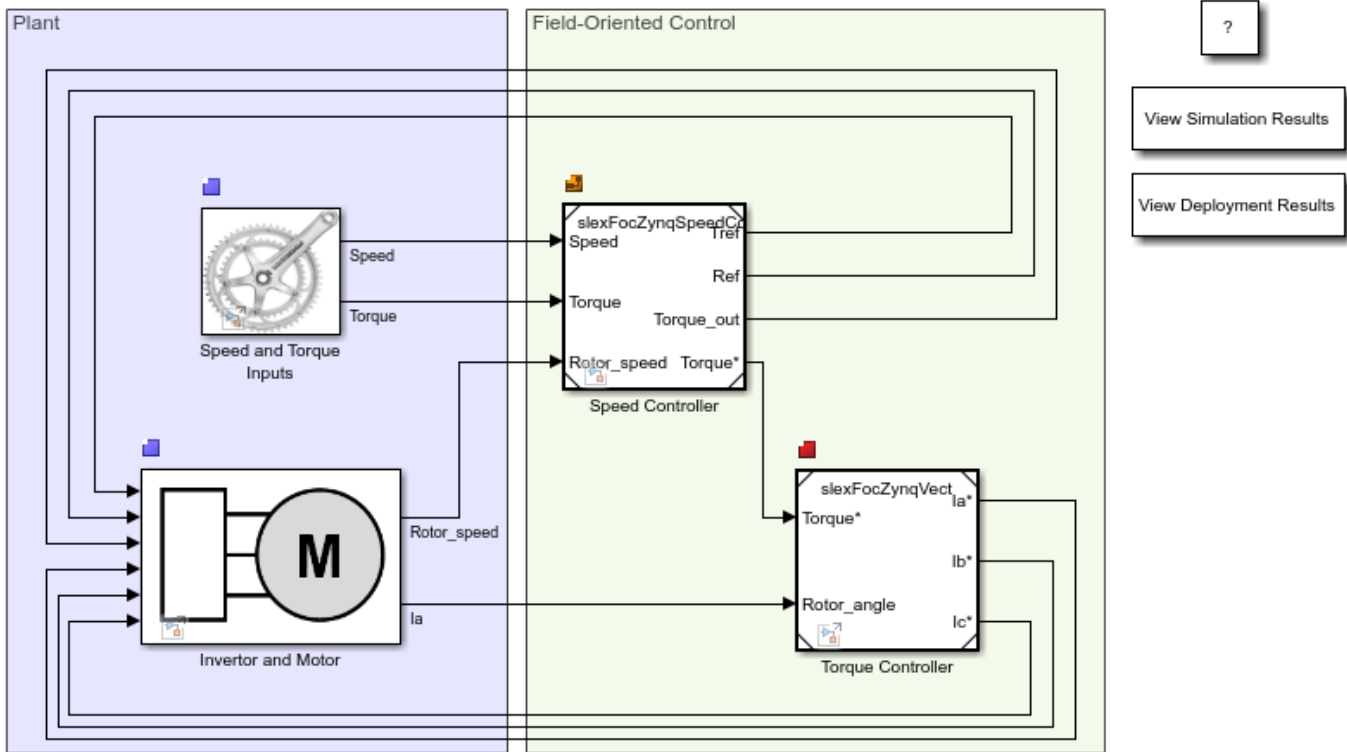 Plant
Field-Oriented Control
?
View Simulation Results
View Deployment Results
Speed
Torque
Speed and Torque
Inputs
slexFocZynqSpeedCo
Tref
Speed
Ref
Torque
Torque_out
Rotor_speed
Torque*
Speed Controller
M
Rotor_speed
Ia
Invertor and Motor
slexFocZynqVect
Ia*
Torque*
Ib*
Rotor_angle
Ic*
Torque Controller